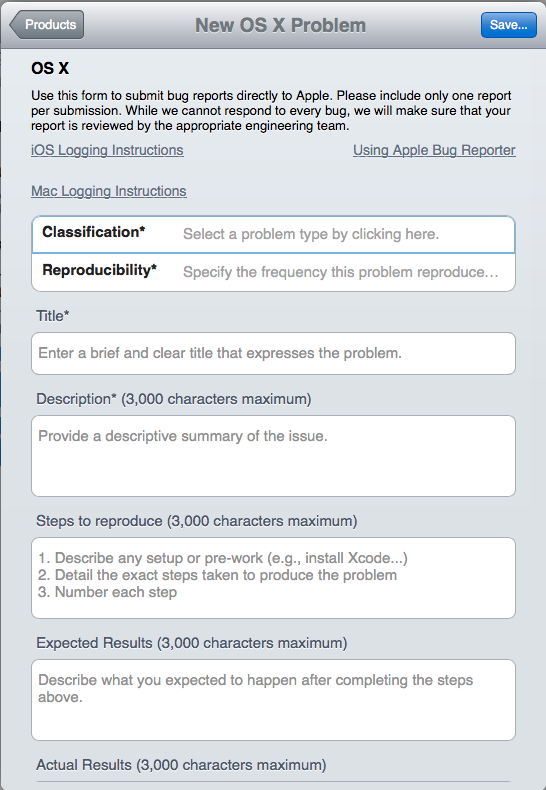 Products
New OS X Problem
Save...
OS X
Use this form to submit bug reports directly to Apple. Please include only one report
per submission. While we cannot respond to every bug, we will make sure that your
report is reviewed by the appropriate engineering team.
iOS Logging Instructions
Using Apple Bug Reporter
Mac Logging Instructions
Classification* Select a problem type by clicking here.
Reproducibility* Specify the frequency this problem reproduce...
Title*
Enter a brief and clear title that expresses the problem.
Description* (3,000 characters maximum)
Provide a descriptive summary of the issue.
Steps to reproduce (3,000 characters maximum)
1. Describe any setup or pre-work (e.g., install Xcode...)
2. Detail the exact steps taken to produce the problem
3. Number each step
Expected Results (3,000 characters maximum)
Describe what you expected to happen after completing the steps
above.
Actual Results (3,000 characters maximum)